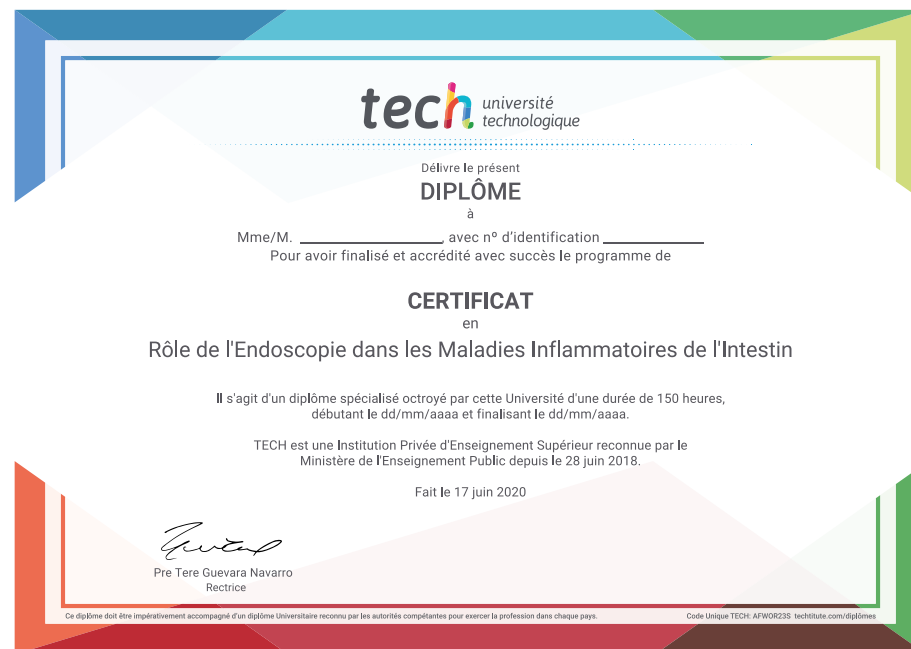 tech université
technologique
Délivre le présent
DIPLÔME
à
Mme/M. ____________________, avec nº d'identification ______________
Pour avoir finalisé et accrédité avec succès le programme de
CERTIFICAT
en
Rôle de l'Endoscopie dans les Maladies Inflammatoires de l'Intestin
Il s'agit d'un diplôme spécialisé octroyé par cette Université d'une durée de 150 heures,
débutant le dd/mm/aaaa et finalisant le dd/mm/aaaa.
TECH est une Institution Privée d'Enseignement Supérieur reconnue par le
Ministère de l'Enseignement Public depuis le 28 juin 2018.
Fait le 17 juin 2020
Pre Tere Guevara Navarro
Rectrice
Ce diplôme doit être impérativement accompagné d'un diplôme Universitaire reconnu par les autorités compétentes pour exercer la profession dans chaque pays.
Code Unique TECH: AFWOR23S techtitute.com/diplômes